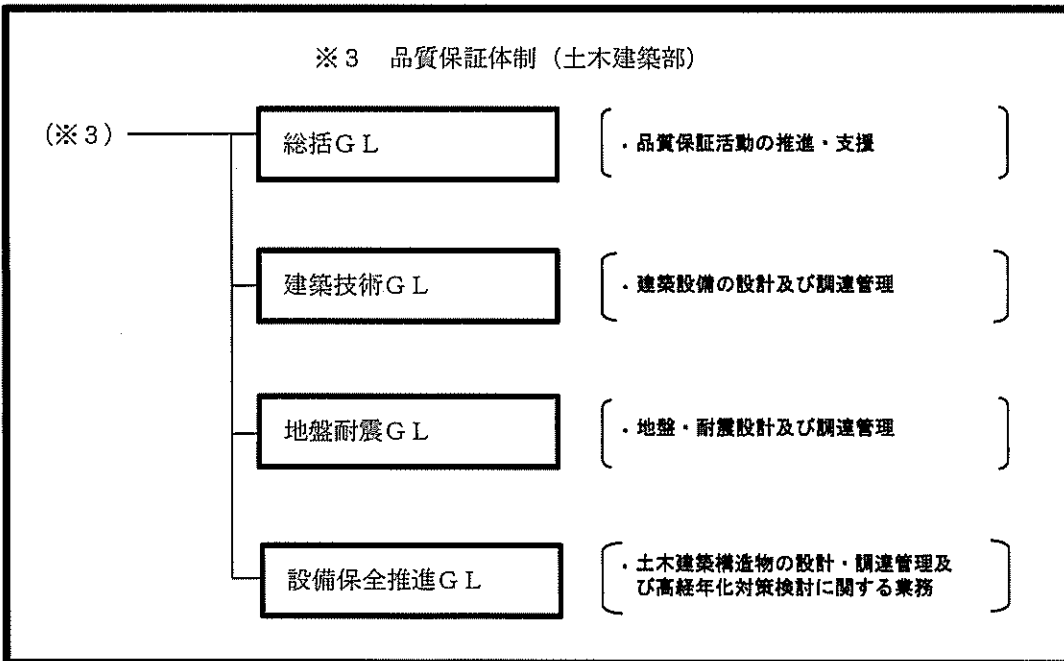 ※3 品質保証体制（土木建築部）
(※3)
総括GL
・品質保証活動の推進・支援
建築技術GL
・建築設備の設計及び調達管理
地盤耐震GL
・地盤・耐震設計及び調達管理
設備保全推進GL
・土木建築構造物の設計・調達管理及
び高経年化対策検討に関する業務